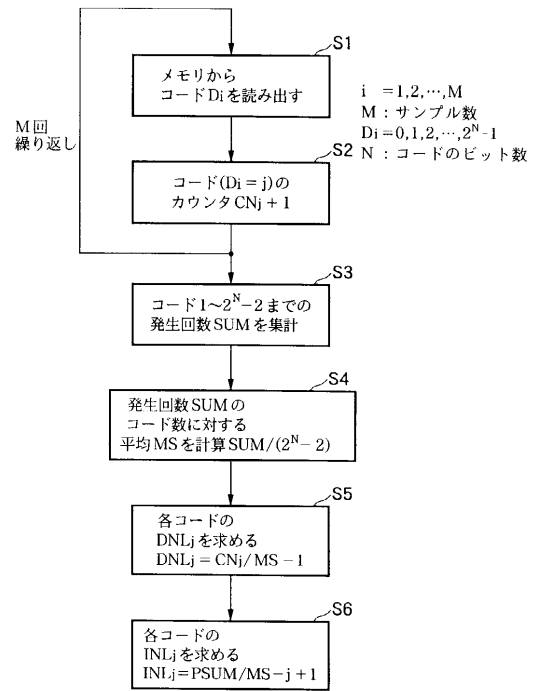 S1
メモリから
コードDiを読み出す
i =1,2,…,M
M : サンプル数
Di=0,1,2,…,2^N-1
N : コードのビット数
M回
繰り返し
S2
コード(Di = j)の
カウンタCNj + 1
S3
コード1～2^N-2までの
発生回数SUMを集計
S4
発生回数SUMの
コード数に対する
平均MSを計算SUM/(2^N- 2)
S5
各コードの
DNLjを求める
DNLj = CNj/MS -1
S6
各コードの
INLjを求める
INLj=PSUM/MS-j+1